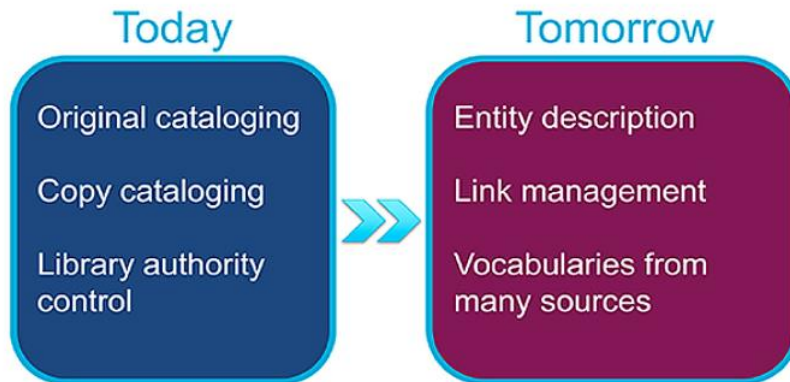 Today
Original cataloging
Copy cataloging
Library authority
control
Tomorrow
Entity description
Link management
Vocabularies from
many sources